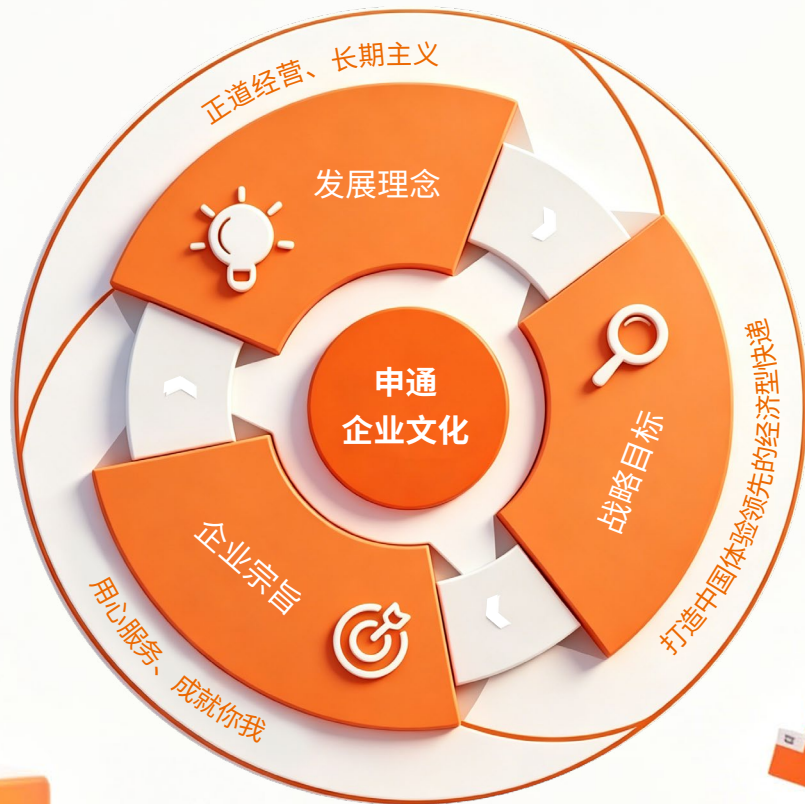 正道经营、长期主义
发展理念
申通
企业文化
战略目标
打造中国体验领先的经济型快递
企业宗旨
用心服务、成就你我